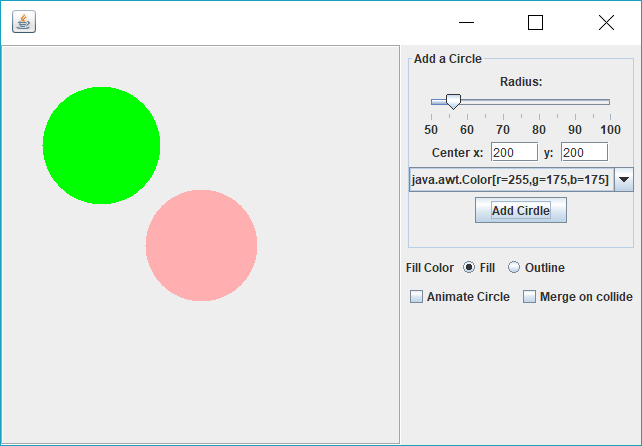 Add a Circle
Radius:
50 60 70 80 90 100
Center x: 200 y: 200
java.awt.Color[r=255,g=175,b=175]
Add Cirdle
Fill Color Fill Outline
Animate Circle Merge on collide